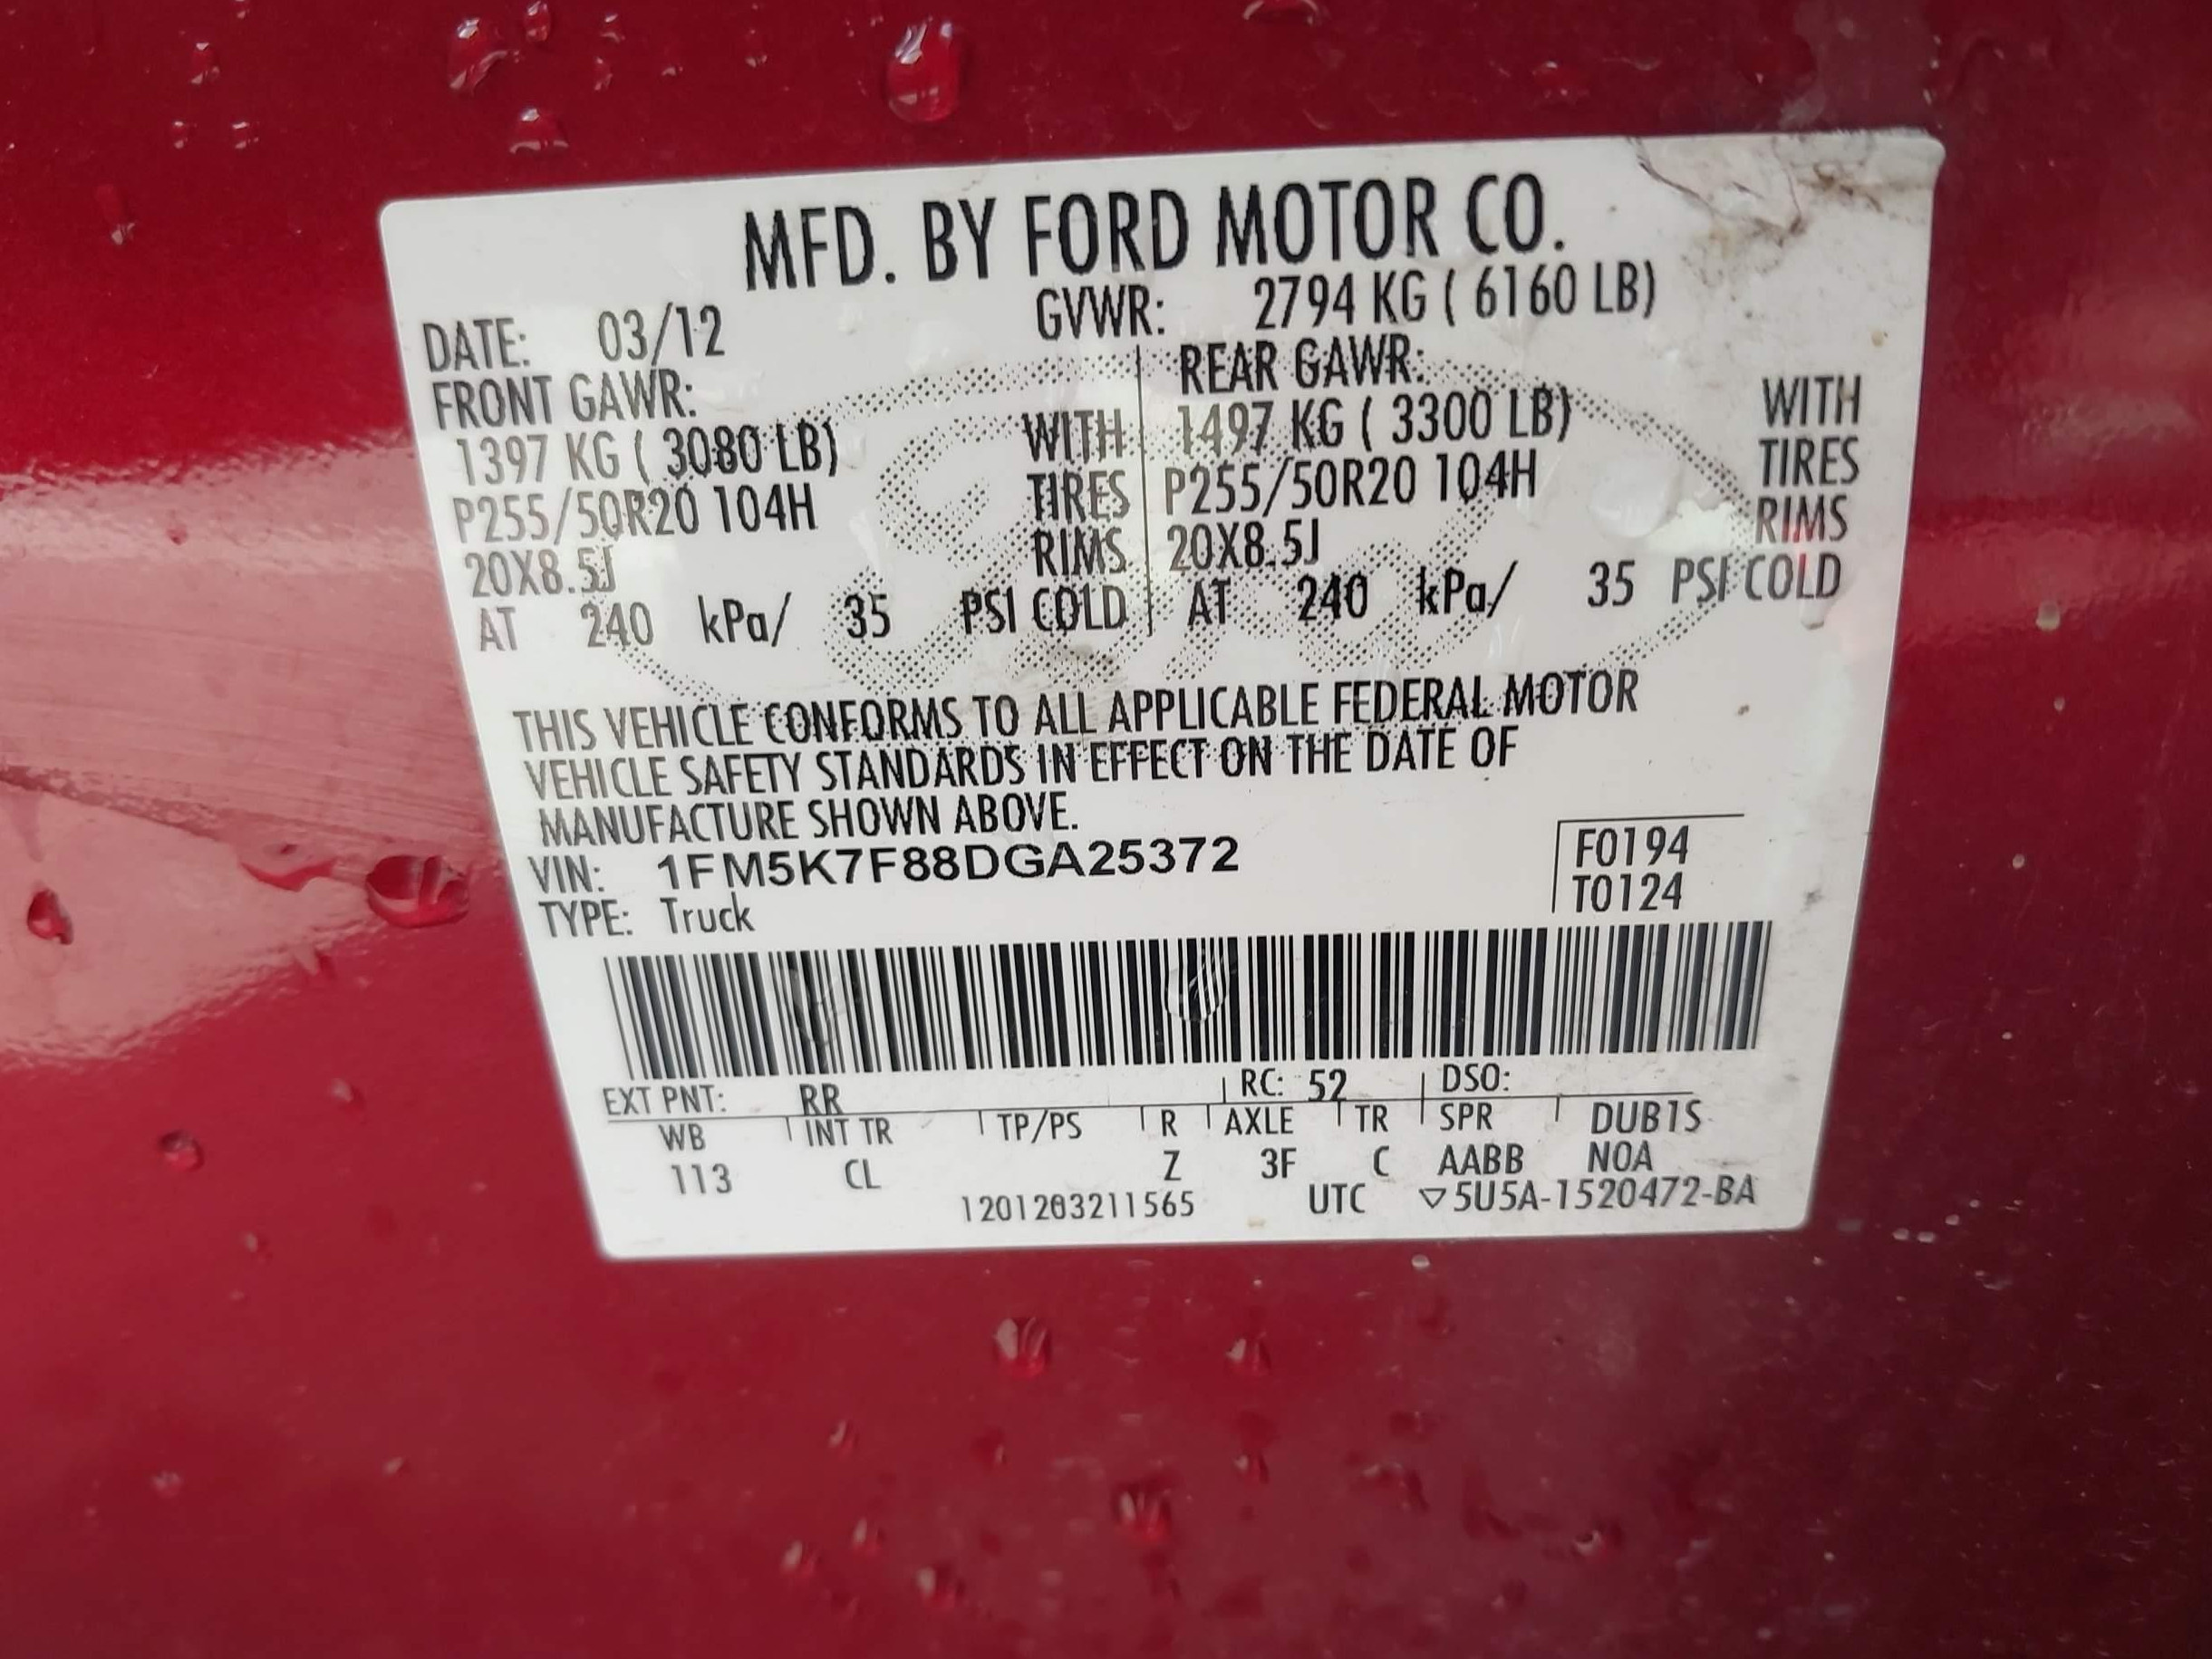 MFD. BY FORD MOTOR CO.
DATE: 03/12 GVWR: 2794 KG ( 6160 LB)
FRONT GAWR: REAR GAWR:
1397 KG ( 3080 LB) WITH 1497 KG ( 3300 LB) WITH
P255/50R20 104H TIRES P255/50R20 104H TIRES
20X8.5J RIMS 20X8.5J RIMS
AT 240 kPa/ 35 PSI COLD AT 240 kPa/ 35 PSI COLD
THIS VEHICLE CONFORMS TO ALL APPLICABLE FEDERAL MOTOR
VEHICLE SAFETY STANDARDS IN EFFECT ON THE DATE OF
MANUFACTURE SHOWN ABOVE.
VIN: 1FM5K7F88DGA25372 F0194
TYPE: Truck T0124
EXT PNT: RR RC: 52 DSO:
WB INT TR TP/PS R AXLE TR SPR DUB1S
113 CL Z 3F C AABB NOA
1201203211565 UTC ▽5U5A-1520472-BA